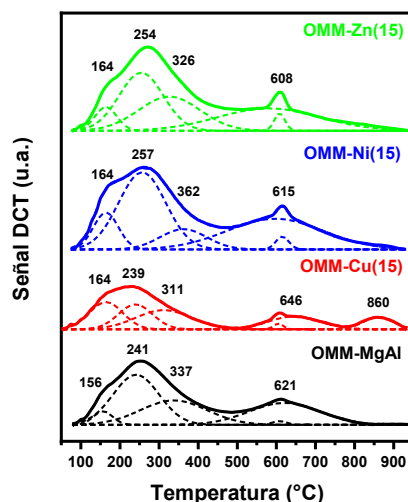 OMM-Zn(15)
254
164
326
608
OMM-Ni(15)
257
164
362
615
OMM-Cu(15)
164
239
311
646
860
OMM-MgAl
241
156
337
621
Señal DCT (u.a.)
100 200 300 400 500 600 700 800 900
Temperatura (°C)